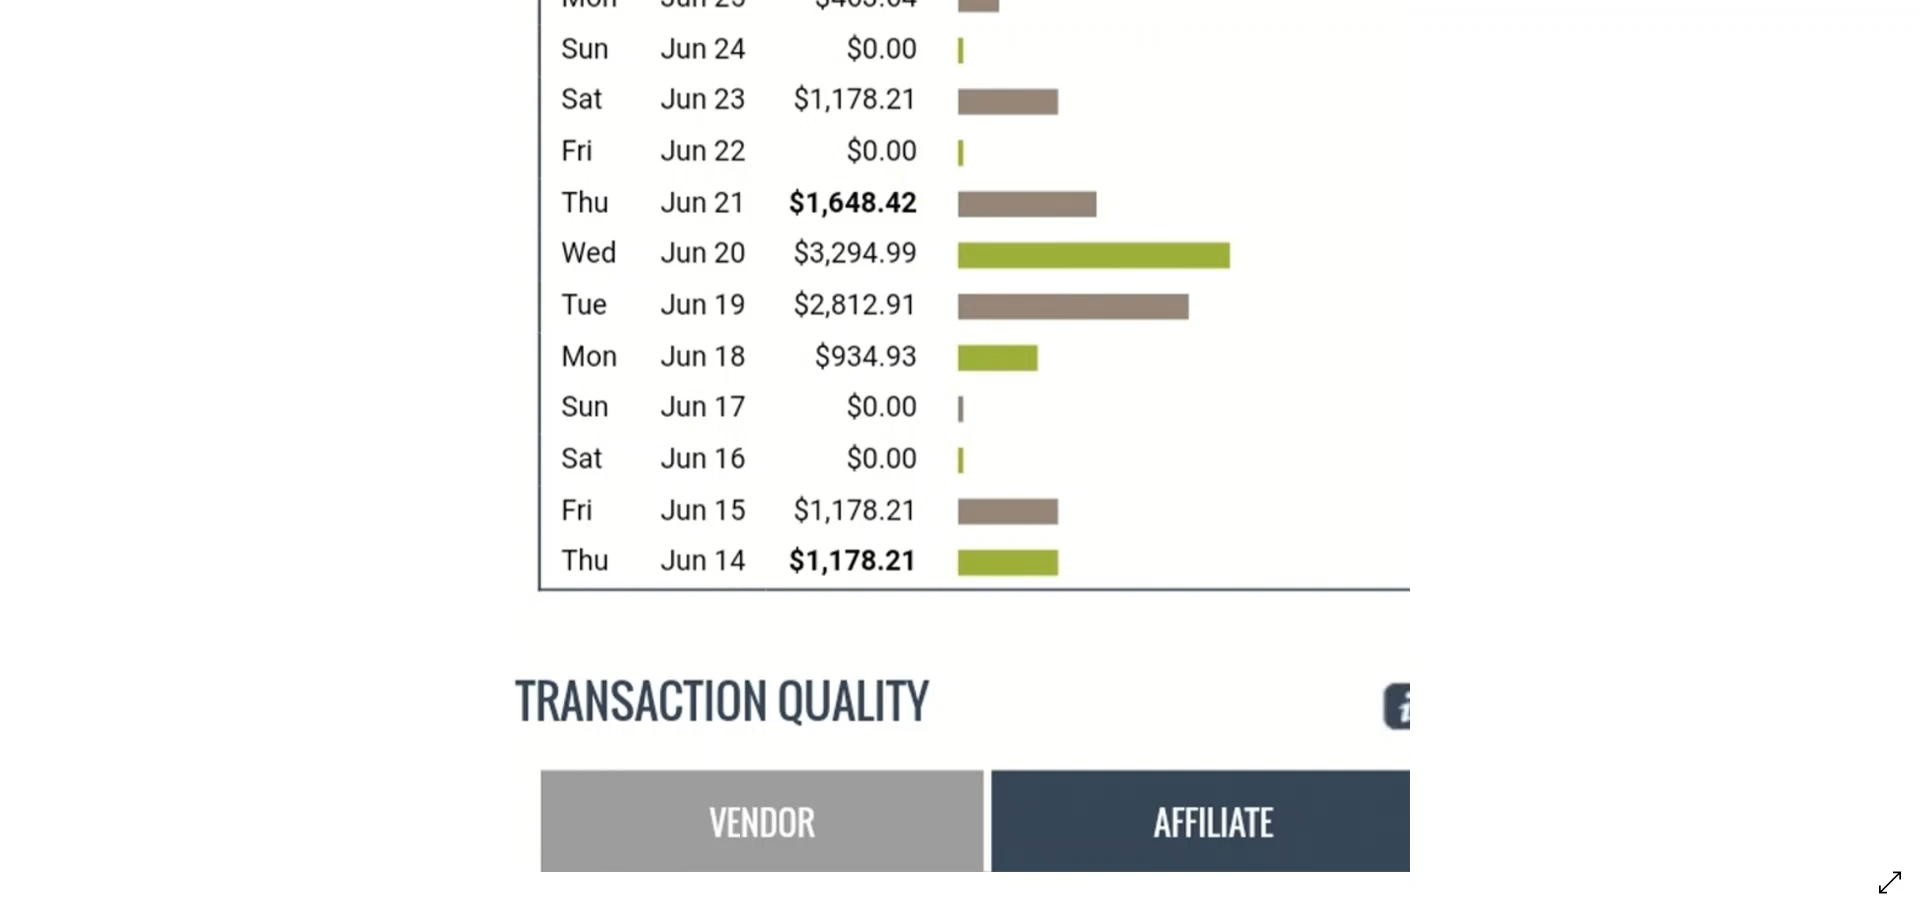 Sun Jun 24 $0.00
Sat Jun 23 $1,178.21
Fri Jun 22 $0.00
Thu Jun 21 $1,648.42
Wed Jun 20 $3,294.99
Tue Jun 19 $2,812.91
Mon Jun 18 $934.93
Sun Jun 17 $0.00
Sat Jun 16 $0.00
Fri Jun 15 $1,178.21
Thu Jun 14 $1,178.21
TRANSACTION QUALITY
VENDOR AFFILIATE